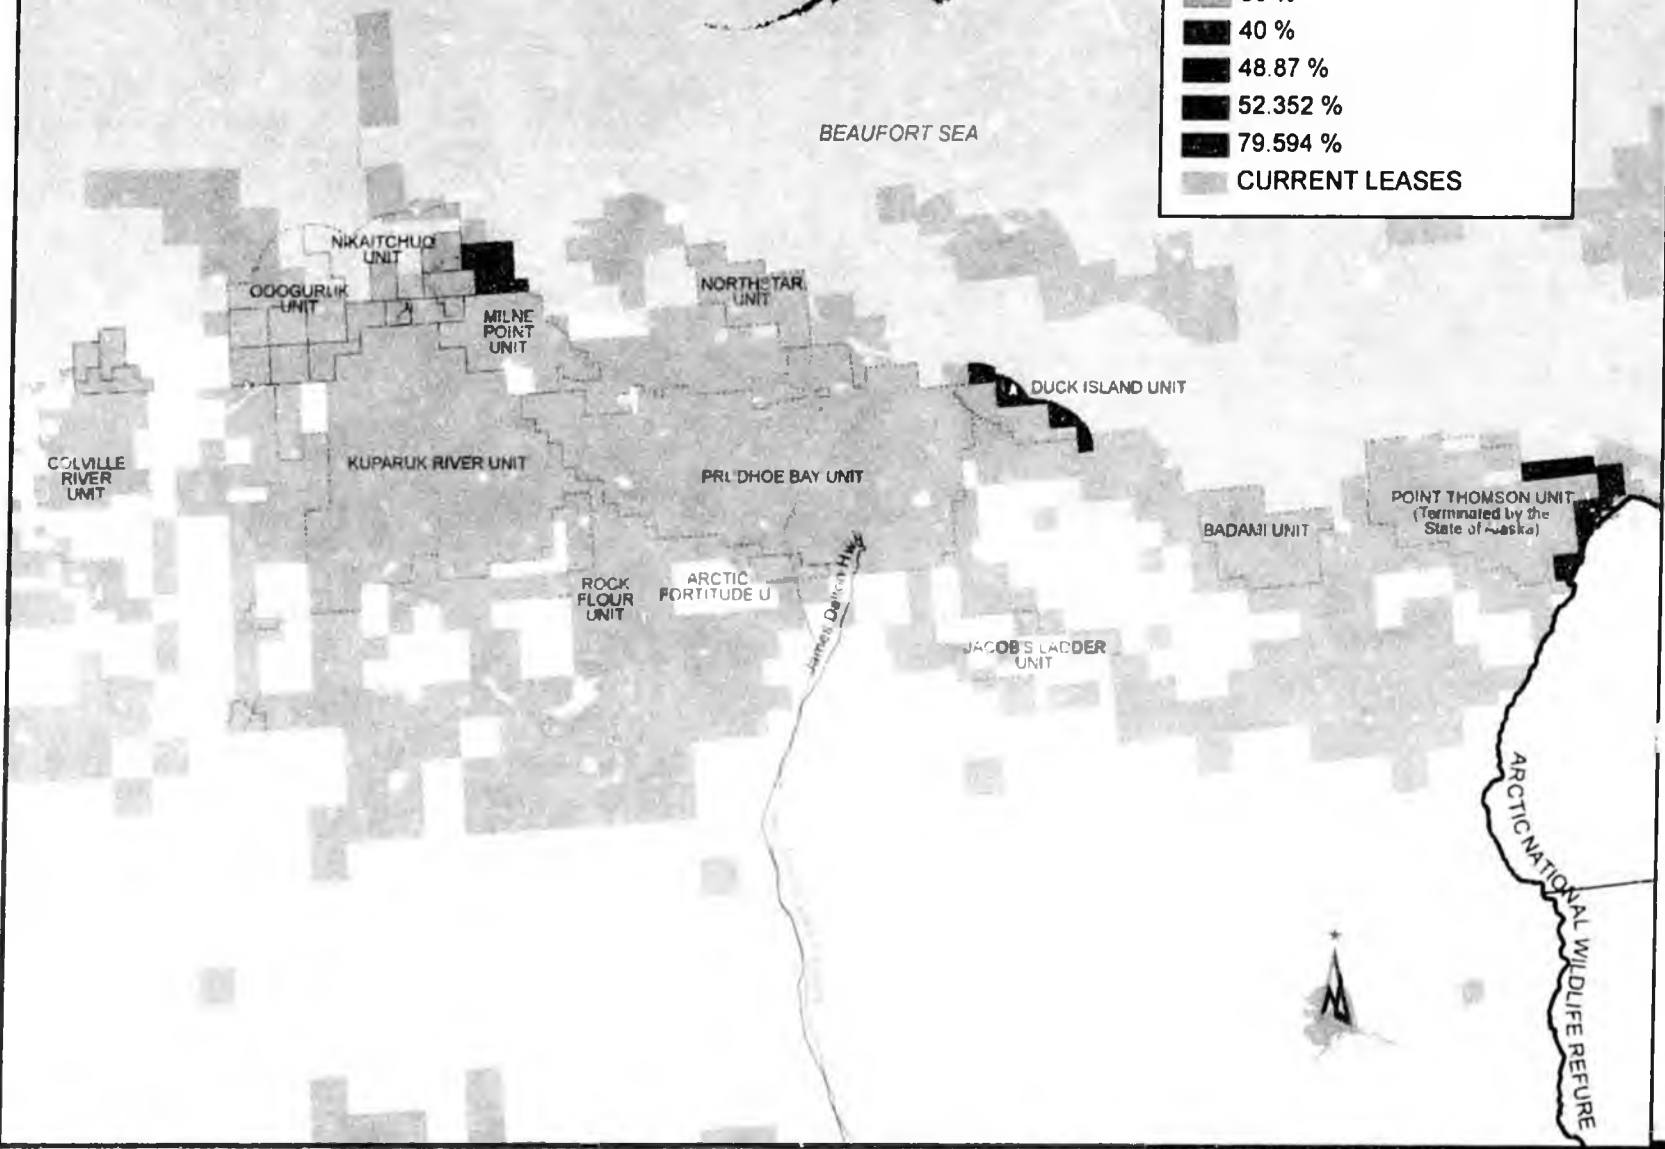 40 %
48.87 %
52.352 %
79.594 %
CURRENT LEASES
BEAUFORT SEA
NIKAITCHUQ
UNIT
OOOGURUK
UNIT
MILNE
POINT
UNIT
NORTHSTAR
UNIT
DUCK ISLAND UNIT
COLVILLE
RIVER
UNIT
KUPARUK RIVER UNIT
PRUDHOE BAY UNIT
POINT THOMSON UNIT
(Terminated by the
State of Alaska)
BADAMI UNIT
ROCK
FLOUR
UNIT
ARCTIC
FORTITUDE U
James Dalton Hwy
JACOB'S LADDER
UNIT
ARCTIC NATIONAL WILDLIFE REFURE
N